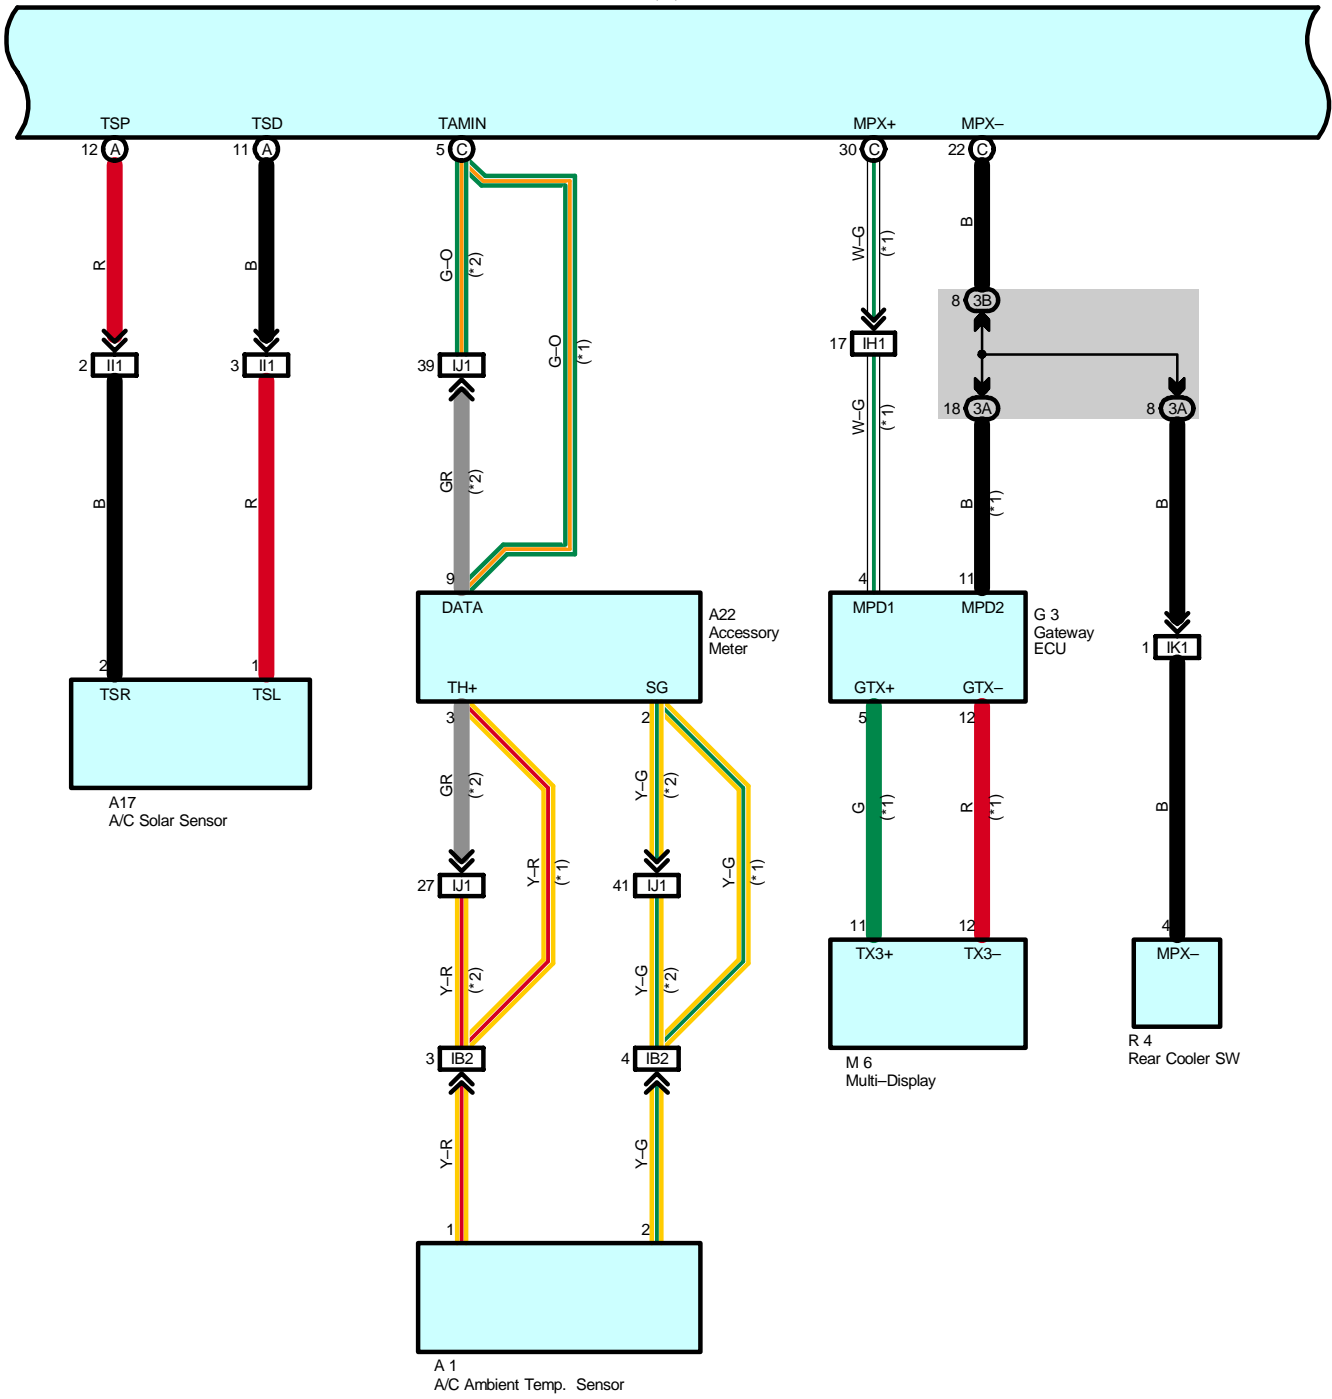 TSP TSD TAMIN MPX+ MPX–
12 A 11 A 5 C 30 C 22 C
R B G–O (*2) G–O (*1) W–G (*1) B
8 3B
2 II1 3 II1 39 IJ1 17 IH1
18 3A 8 3A
B R GR (*2) W–G (*1) B (*1) B
9 4 11
DATA MPD1 MPD2
A22
Accessory
Meter
G 3
Gateway
ECU
1 IK1
2 1
TSR TSL
TH+ SG GTX+ GTX–
3 2 5 12
A17
A/C Solar Sensor
GR (*2) Y–R (*1) Y–G (*2) Y–G (*1) G (*1) R (*1) B
27 IJ1 41 IJ1
11 12 4
TX3+ TX3– MPX–
Y–R (*2) Y–G (*2)
3 IB2 4 IB2
M 6
Multi–Display
R 4
Rear Cooler SW
Y–R Y–G
1 2
A 1
A/C Ambient Temp. Sensor